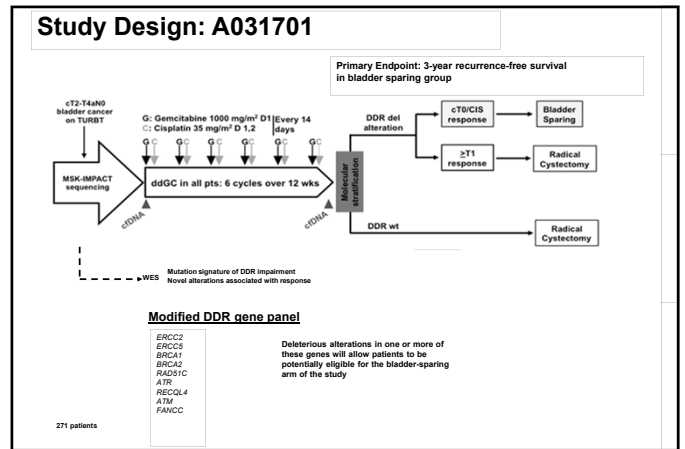 Study Design: A031701
Primary Endpoint: 3-year recurrence-free survival
in bladder sparing group
cT2-T4aN0
bladder cancer
on TURBT
G: Gemcitabine 1000 mg/m² D1
C: Cisplatin 35 mg/m² D 1,2
Every 14
days
GC GC GC GC GC GC
MSK-IMPACT
sequencing
ddGC in all pts: 6 cycles over 12 wks
cfDNA
cfDNA
Molecular
stratification
DDR del
alteration
cT0/CIS
response
Bladder
Sparing
≥T1
response
Radical
Cystectomy
DDR wt
Radical
Cystectomy
WES
Mutation signature of DDR impairment
Novel alterations associated with response
Modified DDR gene panel
ERCC2
ERCC5
BRCA1
BRCA2
RAD51C
ATR
RECQL4
ATM
FANCC
Deleterious alterations in one or more of
these genes will allow patients to be
potentially eligible for the bladder-sparing
arm of the study
271 patients